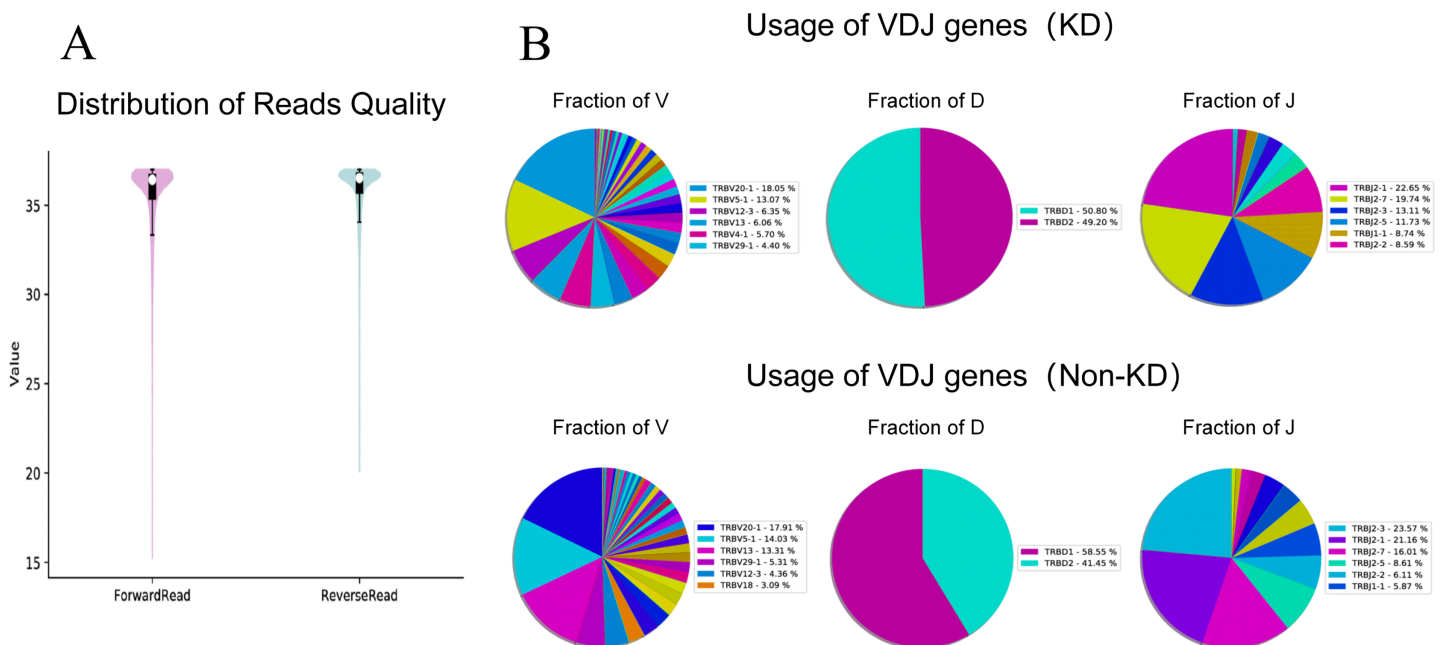 A
Distribution of Reads Quality
Value
35
30
25
20
15
ForwardRead
ReverseRead
B
Usage of VDJ genes (KD)
Fraction of V
TRBV20-1 - 18.05 %
TRBV5-1 - 13.07 %
TRBV12-3 - 6.35 %
TRBV13 - 6.06 %
TRBV4-1 - 5.70 %
TRBV29-1 - 4.40 %
Fraction of D
TRBD1 - 50.80 %
TRBD2 - 49.20 %
Fraction of J
TRBJ2-1 - 22.65 %
TRBJ2-7 - 19.74 %
TRBJ2-3 - 13.11 %
TRBJ2-5 - 11.73 %
TRBJ1-1 - 8.74 %
TRBJ2-2 - 8.59 %
Usage of VDJ genes (Non-KD)
Fraction of V
TRBV20-1 - 17.91 %
TRBV5-1 - 14.03 %
TRBV13 - 13.31 %
TRBV29-1 - 5.31 %
TRBV12-3 - 4.36 %
TRBV18 - 3.09 %
Fraction of D
TRBD1 - 58.55 %
TRBD2 - 41.45 %
Fraction of J
TRBJ2-3 - 23.57 %
TRBJ2-1 - 21.16 %
TRBJ2-7 - 16.01 %
TRBJ2-5 - 8.61 %
TRBJ2-2 - 6.11 %
TRBJ1-1 - 5.87 %